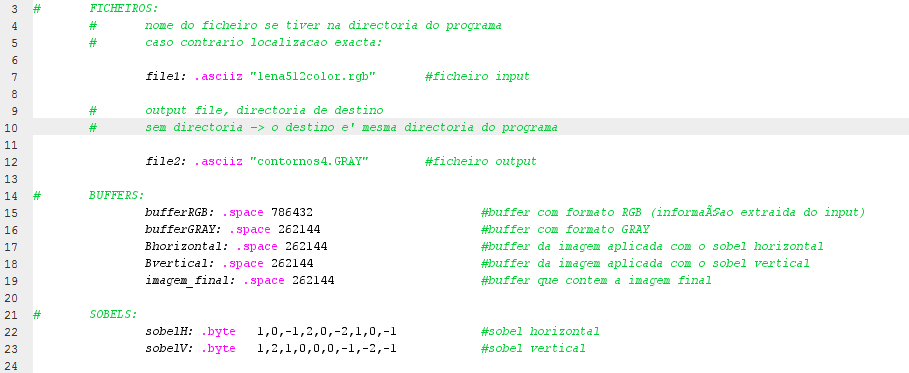 3 # FICHEIROS:
4 # nome do ficheiro se tiver na directoria do programa
5 # caso contrario localizacao exacta:
6
7 file1: .asciiz "lena512color.rgb" #ficheiro input
8
9 # output file, directoria de destino
10 # sem directoria -> o destino e' mesma directoria do programa
11
12 file2: .asciiz "contornos4.GRAY" #ficheiro output
13
14 # BUFFERS:
15 bufferRGB: .space 786432 #buffer com formato RGB (informaÃ§ao extraida do input)
16 bufferGRAY: .space 262144 #buffer com formato GRAY
17 Bhorizontal: .space 262144 #buffer da imagem aplicada com o sobel horizontal
18 Bvertical: .space 262144 #buffer da imagem aplicada com o sobel vertical
19 imagem_final: .space 262144 #buffer que contem a imagem final
20
21 # SOBELS:
22 sobelH: .byte 1,0,-1,2,0,-2,1,0,-1 #sobel horizontal
23 sobelV: .byte 1,2,1,0,0,0,-1,-2,-1 #sobel vertical
24